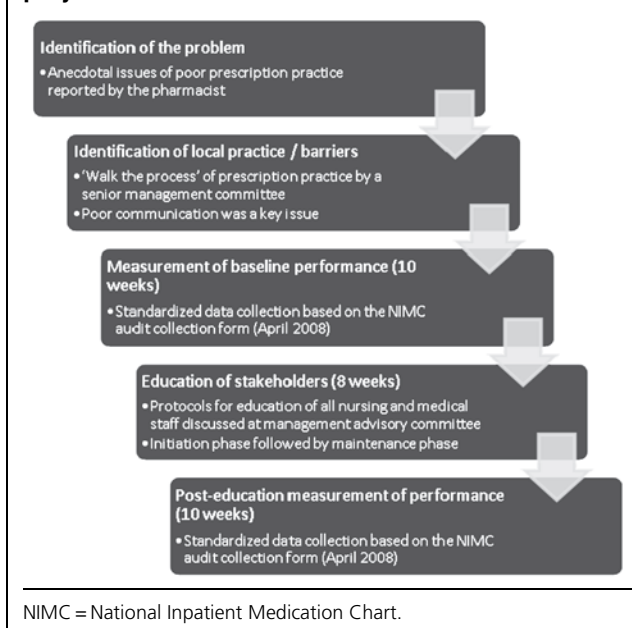 Identification of the problem
•Anecdotal issues of poor prescription practice
reported by the pharmacist
Identification of local practice / barriers
•'Walk the process' of prescription practice by a
senior management committee
•Poor communication was a key issue
Measurement of baseline performance (10
weeks)
•Standardized data collection based on the NIMC
audit collection form (April 2008)
Education of stakeholders (8 weeks)
•Protocols for education of all nursing and medical
staff discussed at management advisory committee
•Initiation phase followed by maintenance phase
Post-education measurement of performance
(10 weeks)
•Standardized data collection based on the NIMC
audit collection form (April 2008)
NIMC = National Inpatient Medication Chart.